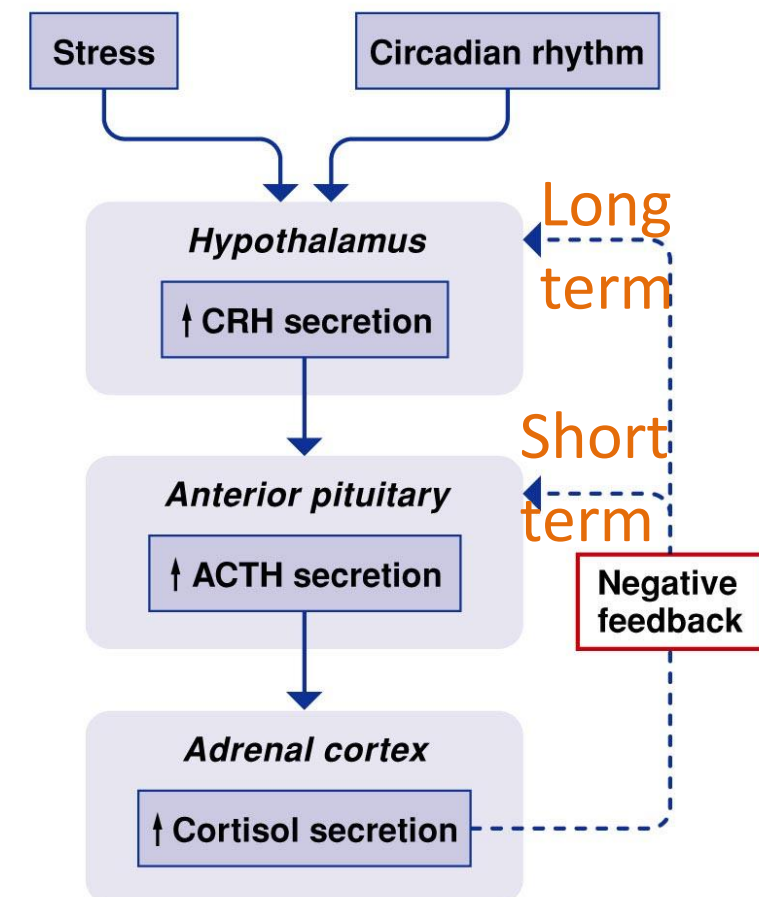 Stress
Circadian rhythm
Hypothalamus
Long
term
↑ CRH secretion
Short
term
Anterior pituitary
↑ ACTH secretion
Negative
feedback
Adrenal cortex
↑ Cortisol secretion